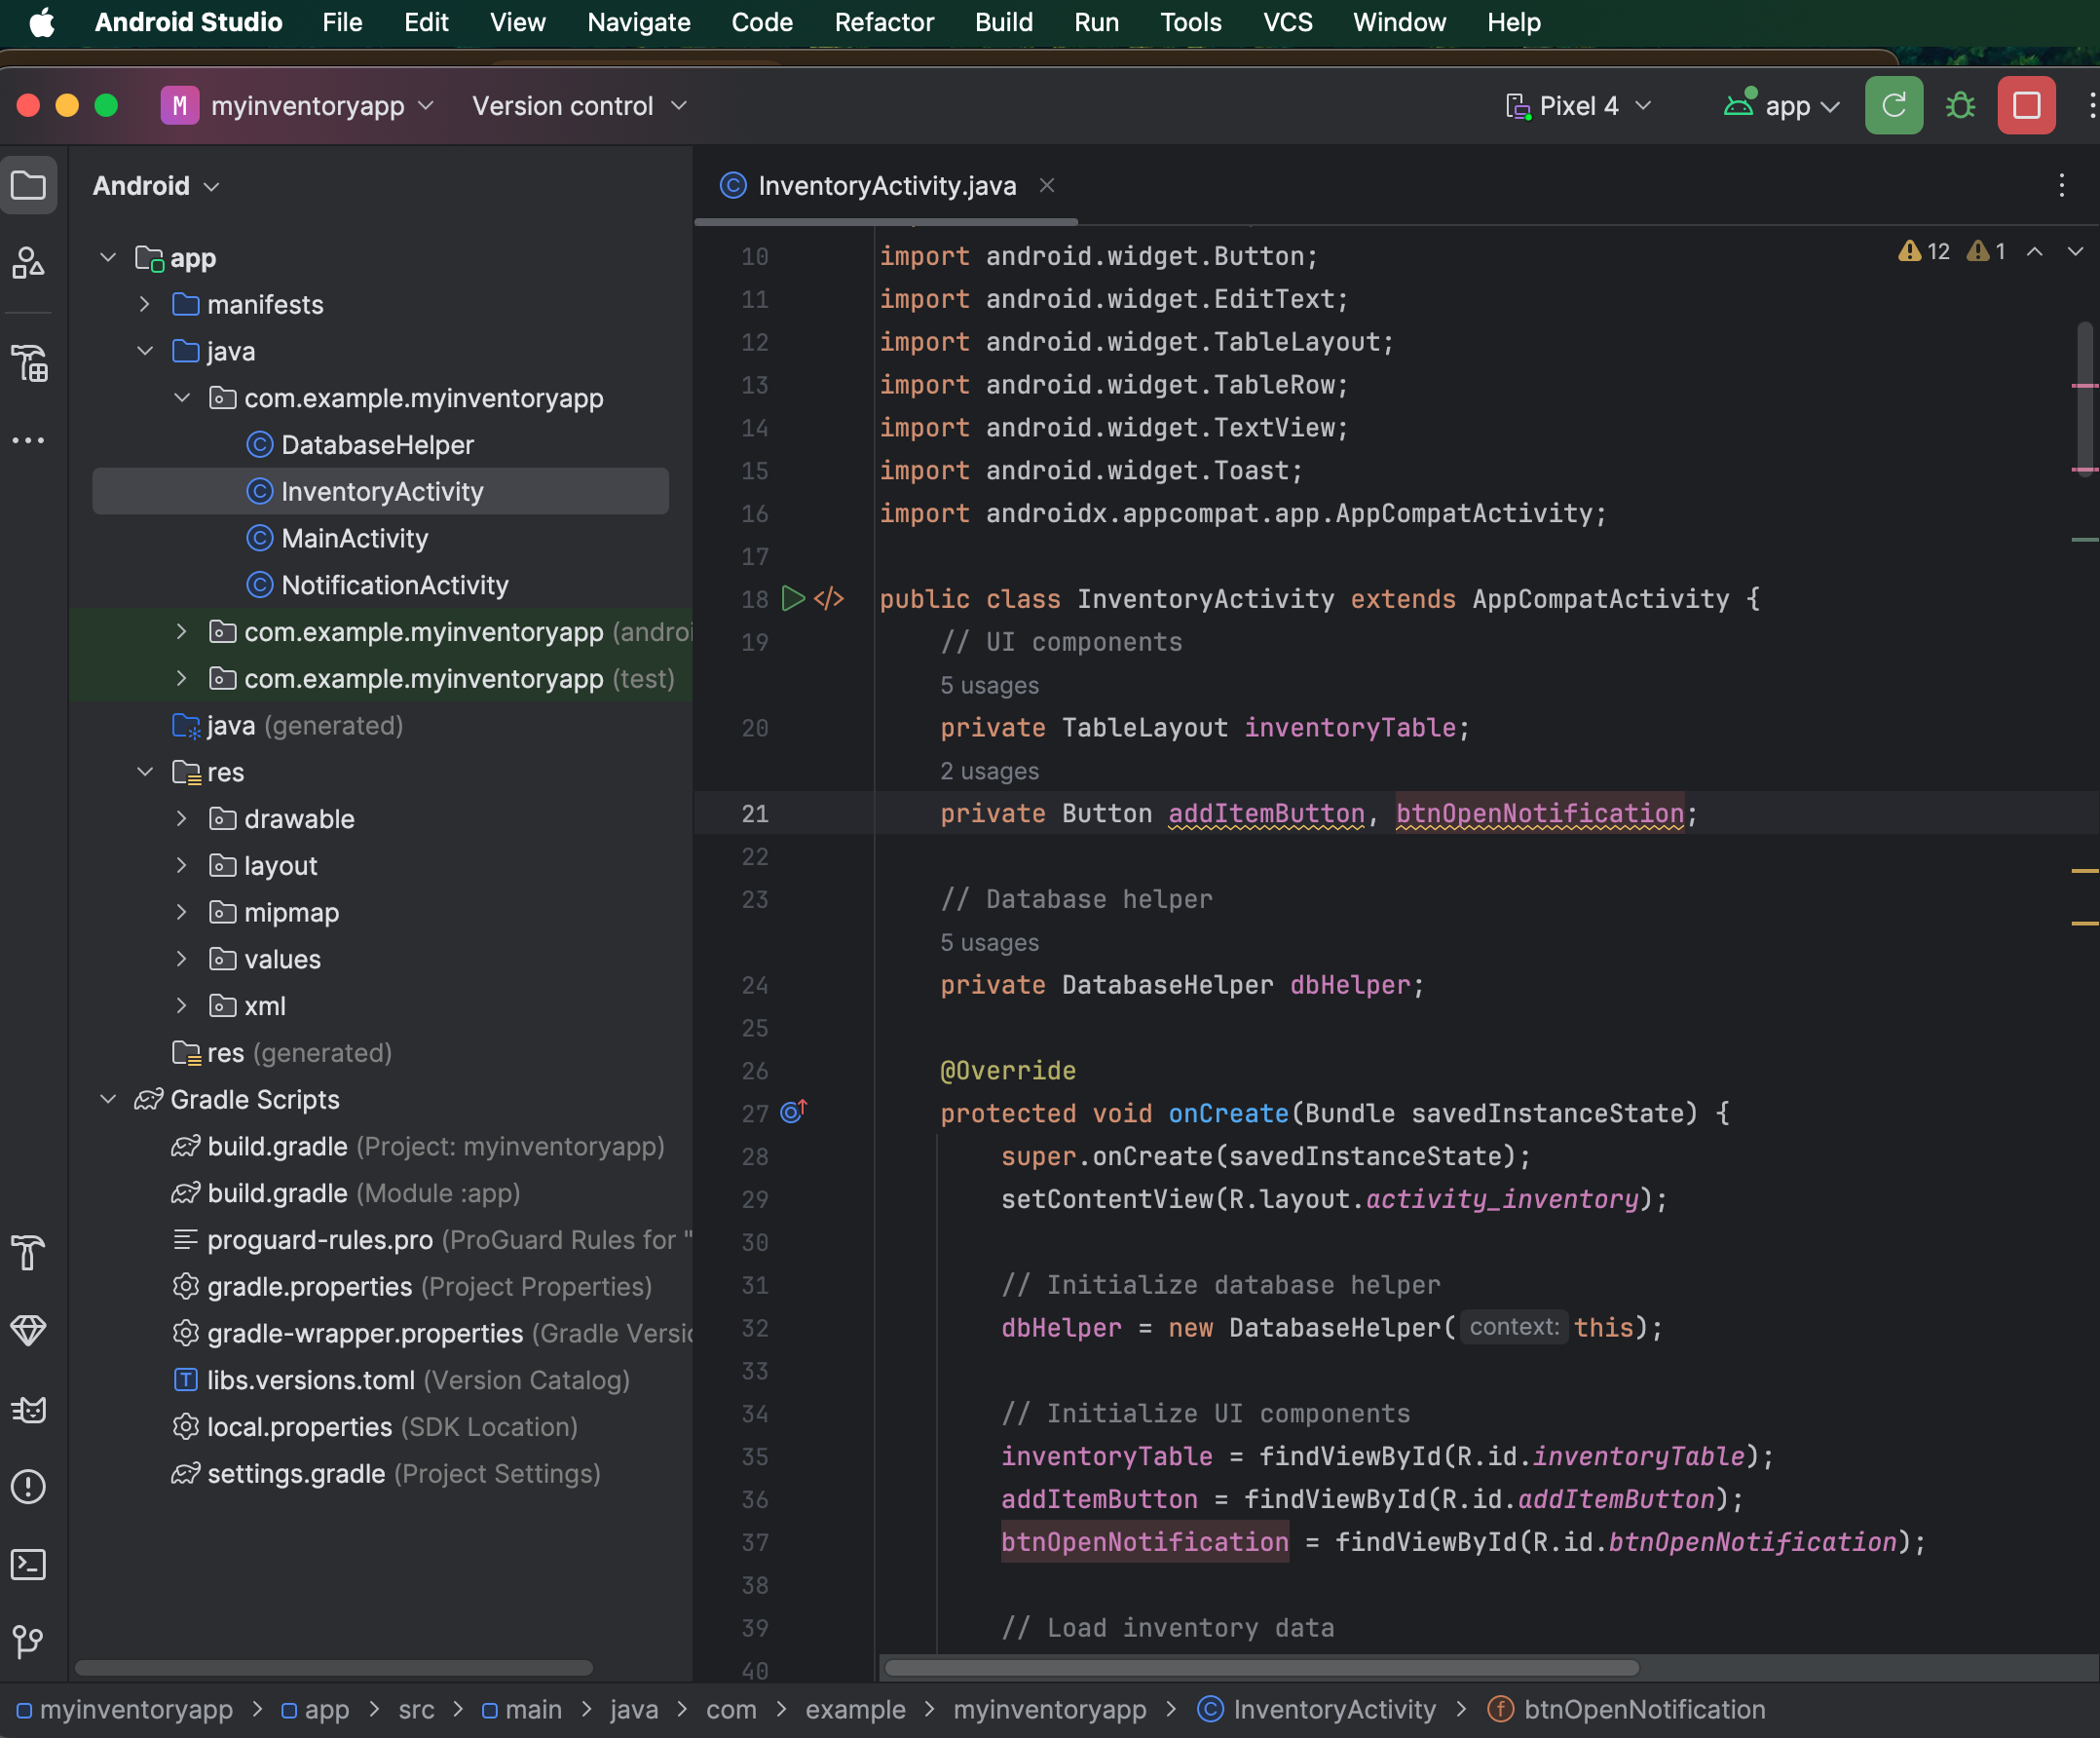 Android Studio File Edit View Navigate Code Refactor Build Run Tools VCS Window Help
M myinventoryapp Version control Pixel 4 app
Android
app
manifests
java
com.example.myinventoryapp
DatabaseHelper
InventoryActivity
MainActivity
NotificationActivity
com.example.myinventoryapp (androi
com.example.myinventoryapp (test)
java (generated)
res
drawable
layout
mipmap
values
xml
res (generated)
Gradle Scripts
build.gradle (Project: myinventoryapp)
build.gradle (Module :app)
proguard-rules.pro (ProGuard Rules for "
gradle.properties (Project Properties)
gradle-wrapper.properties (Gradle Versio
libs.versions.toml (Version Catalog)
local.properties (SDK Location)
settings.gradle (Project Settings)
InventoryActivity.java
12 1
10 import android.widget.Button;
11 import android.widget.EditText;
12 import android.widget.TableLayout;
13 import android.widget.TableRow;
14 import android.widget.TextView;
15 import android.widget.Toast;
16 import androidx.appcompat.app.AppCompatActivity;
17
18 </> public class InventoryActivity extends AppCompatActivity {
19 // UI components
5 usages
20 private TableLayout inventoryTable;
2 usages
21 private Button addItemButton, btnOpenNotification;
22
23 // Database helper
5 usages
24 private DatabaseHelper dbHelper;
25
26 @Override
27 protected void onCreate(Bundle savedInstanceState) {
28 super.onCreate(savedInstanceState);
29 setContentView(R.layout.activity_inventory);
30
31 // Initialize database helper
32 dbHelper = new DatabaseHelper( context: this);
33
34 // Initialize UI components
35 inventoryTable = findViewById(R.id.inventoryTable);
36 addItemButton = findViewById(R.id.addItemButton);
37 btnOpenNotification = findViewById(R.id.btnOpenNotification);
38
39 // Load inventory data
40
myinventoryapp > app > src > main > java > com > example > myinventoryapp > InventoryActivity > btnOpenNotification